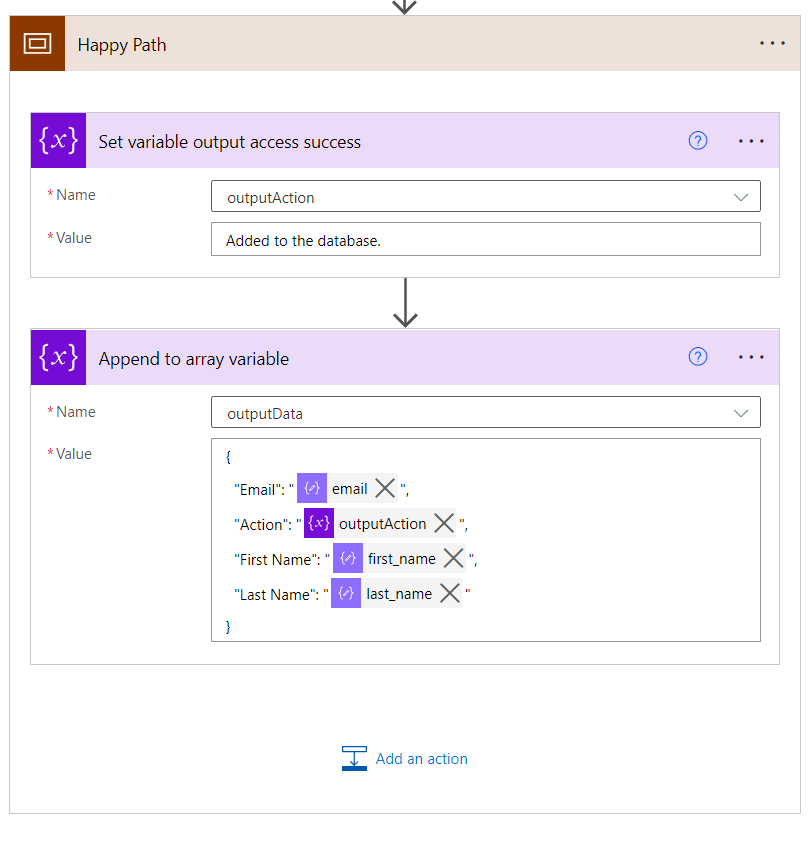 Happy Path
{x} Set variable output access success ?
* Name outputAction
* Value Added to the database.
{x} Append to array variable ?
* Name outputData
* Value {
"Email": " email ",
"Action": " {x} outputAction ",
"First Name": " first_name ",
"Last Name": " last_name "
}
Add an action